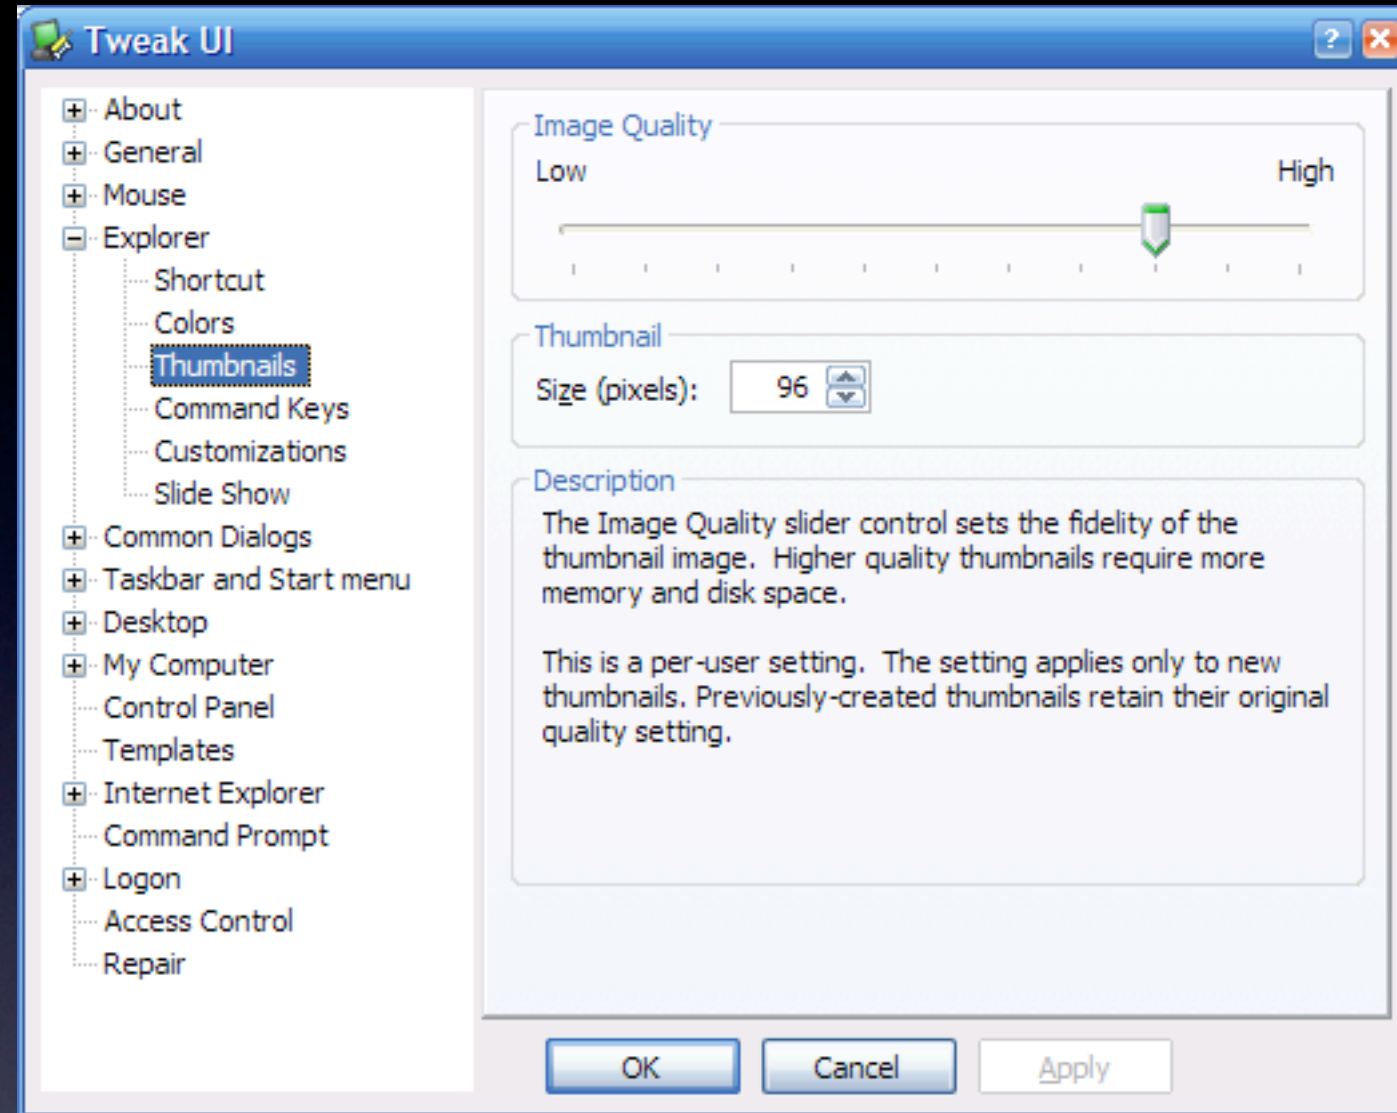 Tweak UI
About
General
Mouse
Explorer
Shortcut
Colors
Thumbnails
Command Keys
Customizations
Slide Show
Common Dialogs
Taskbar and Start menu
Desktop
My Computer
Control Panel
Templates
Internet Explorer
Command Prompt
Logon
Access Control
Repair
Image Quality
Low High
Thumbnail
Size (pixels): 96
Description
The Image Quality slider control sets the fidelity of the
thumbnail image.  Higher quality thumbnails require more
memory and disk space.
This is a per-user setting.  The setting applies only to new
thumbnails. Previously-created thumbnails retain their original
quality setting.
OK Cancel Apply